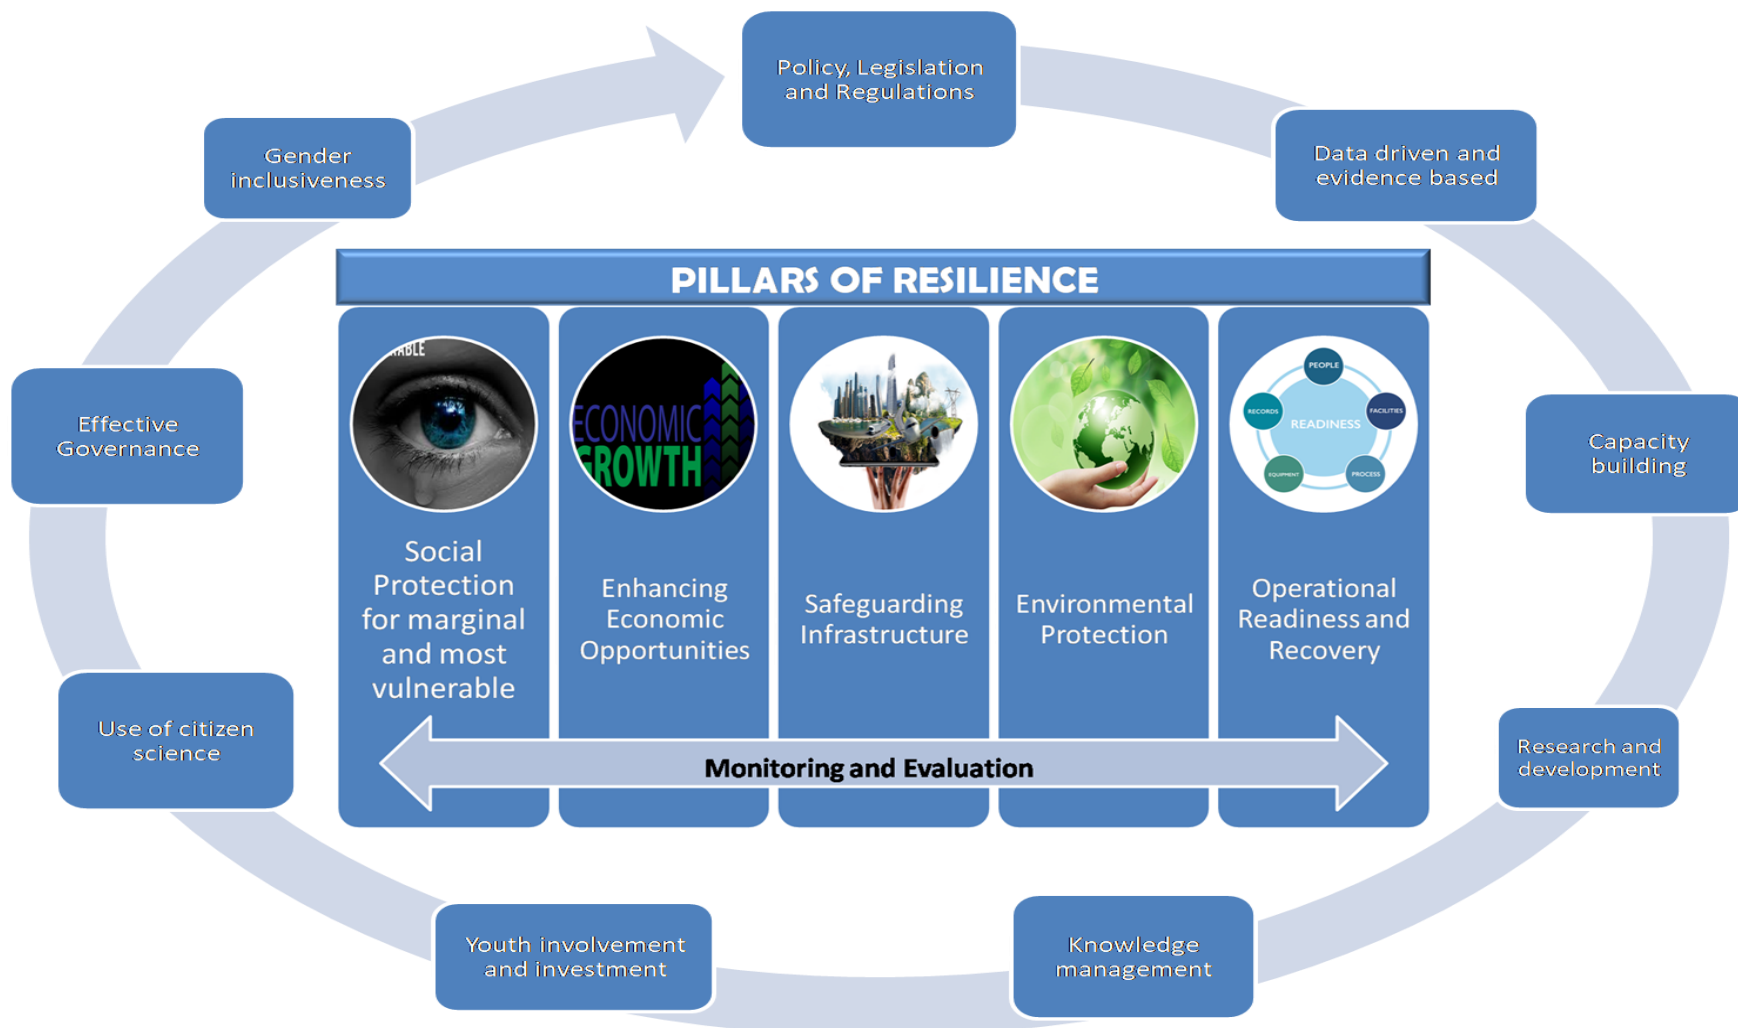 Policy, Legislation
and Regulations
Data driven and
evidence based
Capacity
building
Research and
development
Knowledge
management
Youth involvement
and investment
Use of citizen
science
Effective
Governance
Gender
inclusiveness
PILLARS OF RESILIENCE
ECONOMIC
GROWTH
PEOPLE
RECORDS
FACILITIES
READINESS
EQUIPMENT
PROCESS
Social
Protection
for marginal
and most
vulnerable
Enhancing
Economic
Opportunities
Safeguarding
Infrastructure
Environmental
Protection
Operational
Readiness and
Recovery
Monitoring and Evaluation